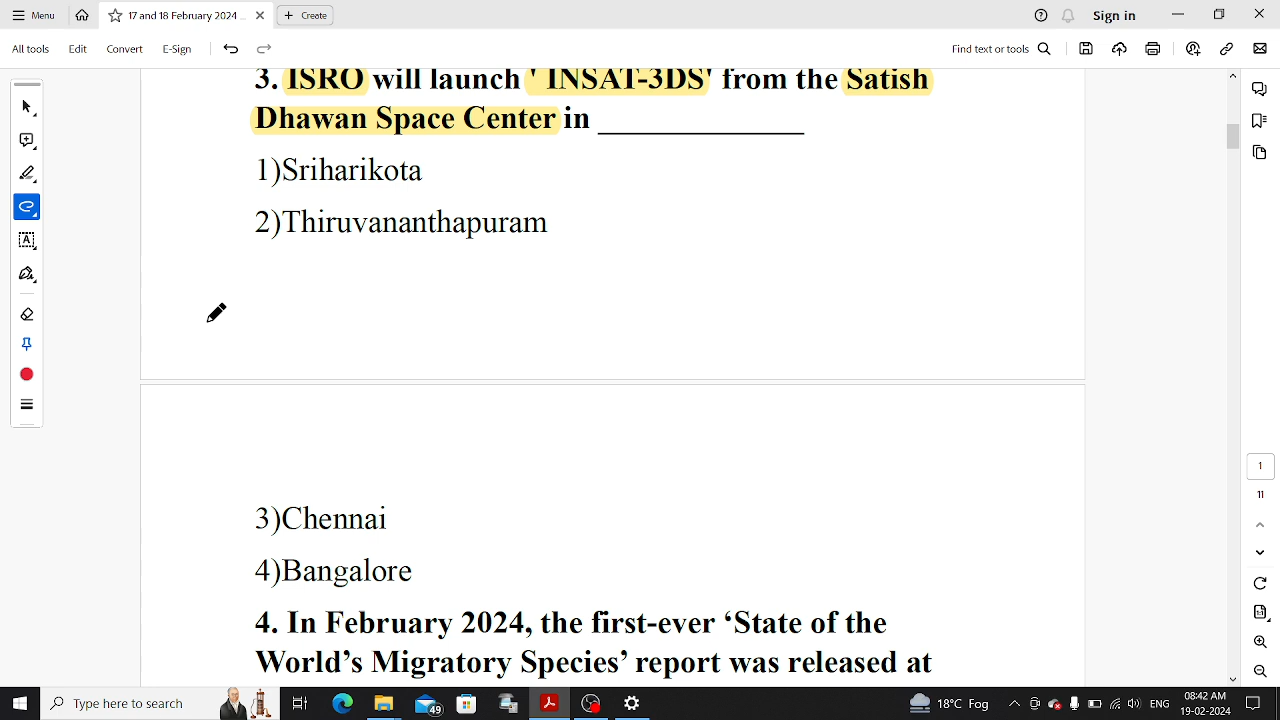 Menu
17 and 18 February 2024 ...
Create
Sign in
All tools
Edit
Convert
E-Sign
Find text or tools
3. ISRO will launch ' INSAT-3DS' from the Satish
Dhawan Space Center in _____________
1)Sriharikota
2)Thiruvananthapuram
3)Chennai
4)Bangalore
4. In February 2024, the first-ever ‘State of the
World’s Migratory Species’ report was released at
1
11
Type here to search
49
18°C Fog
ENG
08:42 AM
19-02-2024